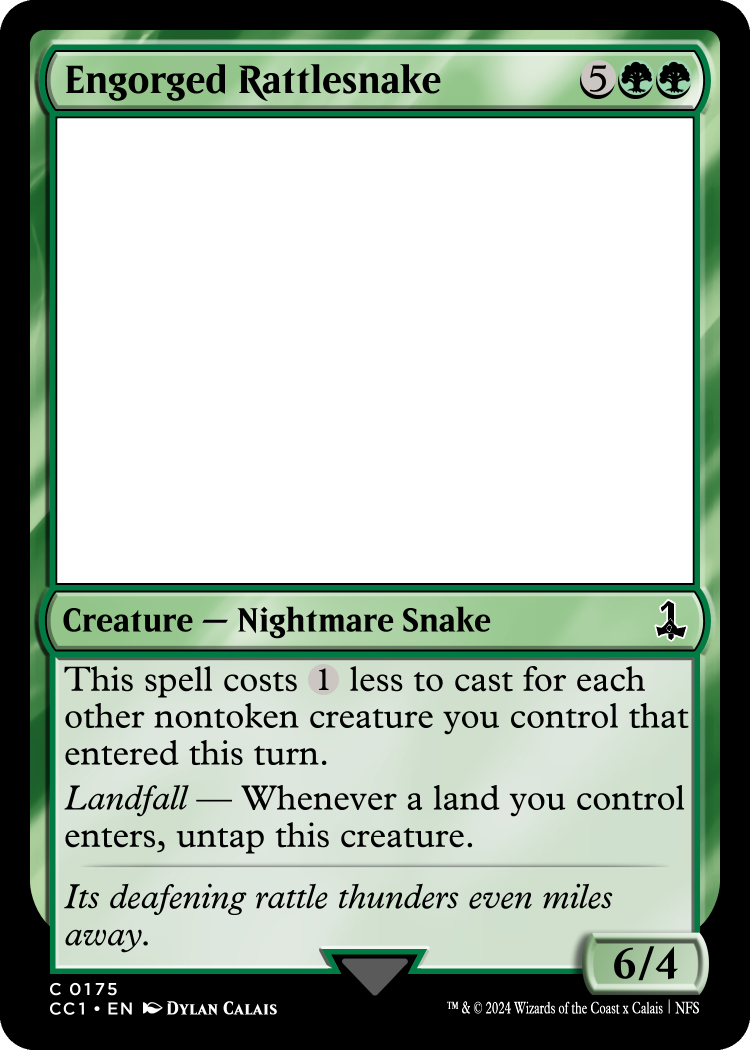 Engorged Rattlesnake 5
Creature — Nightmare Snake
This spell costs 1 less to cast for each
other nontoken creature you control that
entered this turn.
Landfall — Whenever a land you control
enters, untap this creature.
Its deafening rattle thunders even miles
away.
6/4
C 0175
CC1 • EN DYLAN CALAIS
™ & © 2024 Wizards of the Coast x Calais | NFS